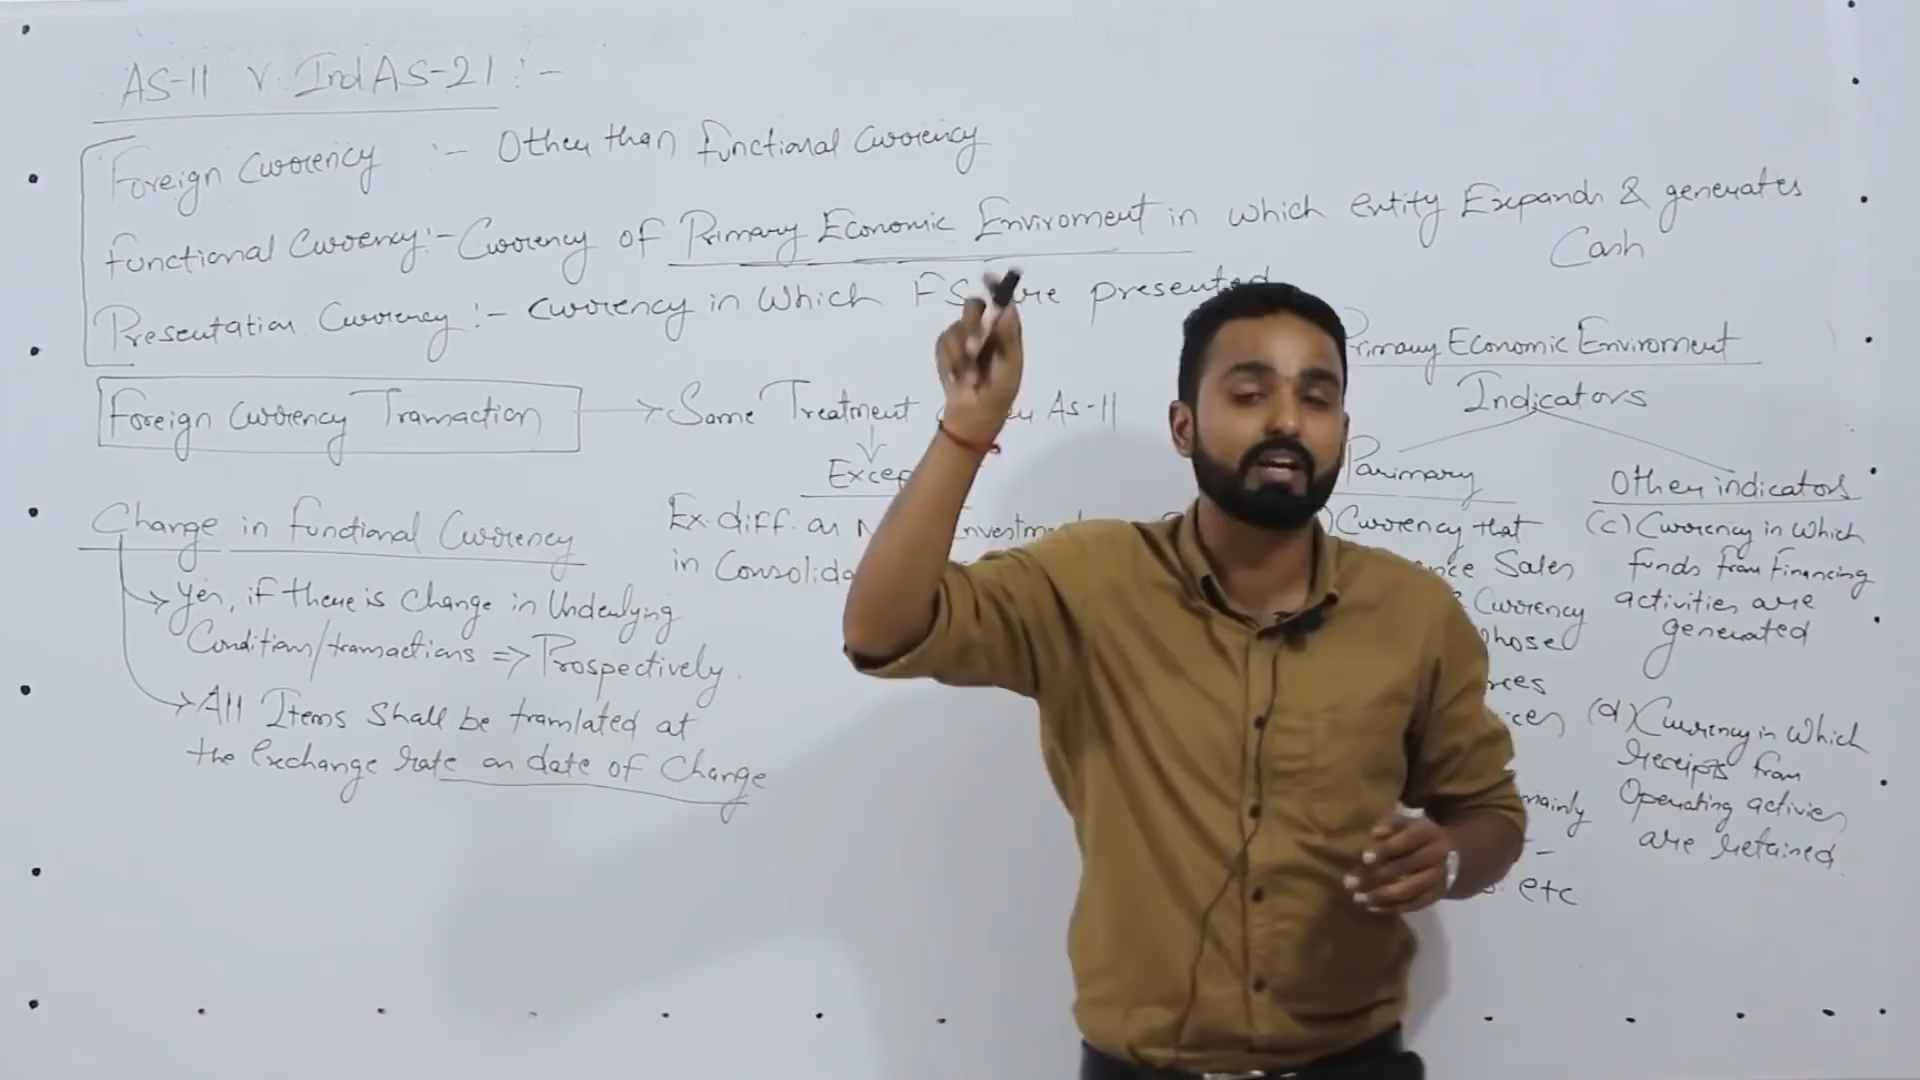 AS-11 V. Ind AS-21 :-
Foreign Currency :- Other than functional Currency
functional Currency:- Currency of Primary Economic Enviroment in which entity Expands & generates
Cash
Presentation Currency :- Currency in Which FS are presented
Foreign Currency Transaction → Same Treatment As-11
Change in functional Currency
→ Yes, if there is Change in Underlying
Condition/transactions => Prospectively.
→ All Items Shall be translated at
the Exchange rate on date of Change
Ex. diff. on
in
Primary Economic Enviroment
Indicators
Primary
Currency that
Sales
Currency
mainly
etc
Other indicators
(c) Currency in Which
funds from Financing
activities are
generated
(d) Currency in Which
receipts from
Operating activies
are retained